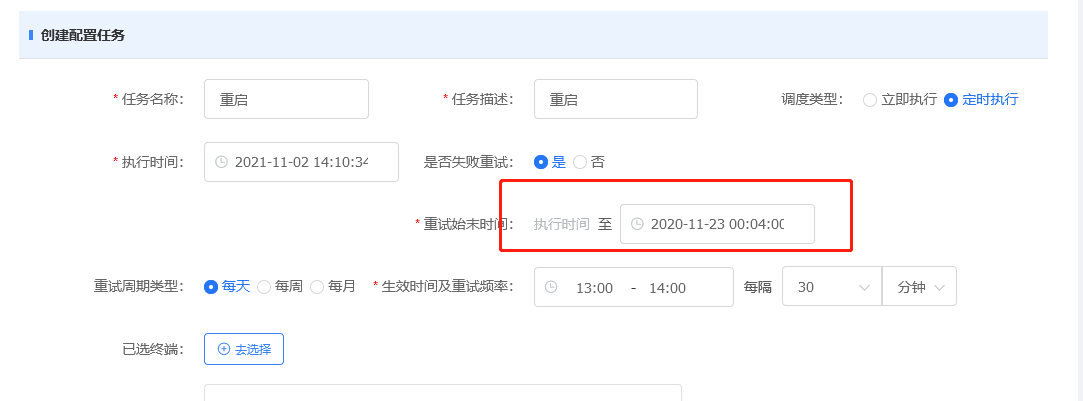 创建配置任务
* 任务名称： 重启 * 任务描述： 重启 调度类型： 立即执行 定时执行
* 执行时间： 2021-11-02 14:10:34 是否失败重试： 是 否
* 重试始末时间： 执行时间 至 2020-11-23 00:04:00
重试周期类型： 每天 每周 每月 * 生效时间及重试频率： 13:00 - 14:00 每隔 30 分钟
已选终端： 去选择